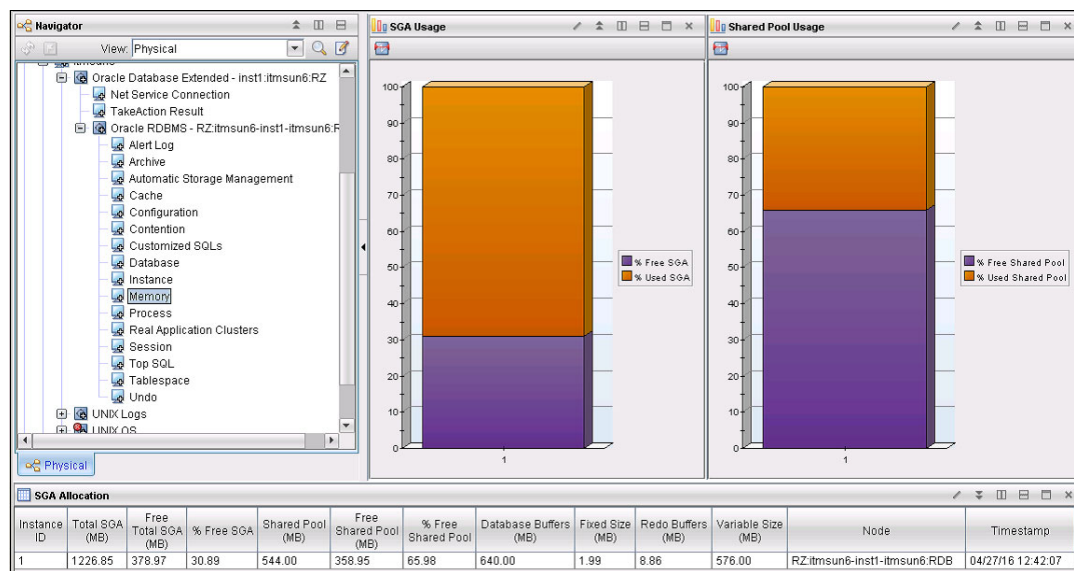 Navigator
View: Physical
Oracle Database Extended - inst1:itmsun6:RZ
Net Service Connection
TakeAction Result
Oracle RDBMS - RZ:itmsun6-inst1-itmsun6:R
Alert Log
Archive
Automatic Storage Management
Cache
Configuration
Contention
Customized SQLs
Database
Instance
Memory
Process
Real Application Clusters
Session
Top SQL
Tablespace
Undo
UNIX Logs
UNIX OS
Physical
SGA Usage
100
90
80
70
60
50
40
30
20
10
0
1
% Free SGA
% Used SGA
Shared Pool Usage
100
90
80
70
60
50
40
30
20
10
0
1
% Free Shared Pool
% Used Shared Pool
SGA Allocation
Instance ID Total SGA (MB) Free Total SGA (MB) % Free SGA Shared Pool (MB) Free Shared Pool (MB) % Free Shared Pool Database Buffers (MB) Fixed Size (MB) Redo Buffers (MB) Variable Size (MB) Node Timestamp
1 1226.85 378.97 30.89 544.00 358.95 65.98 640.00 1.99 8.86 576.00 RZ:itmsun6-inst1-itmsun6:RDB 04/27/16 12:42:07